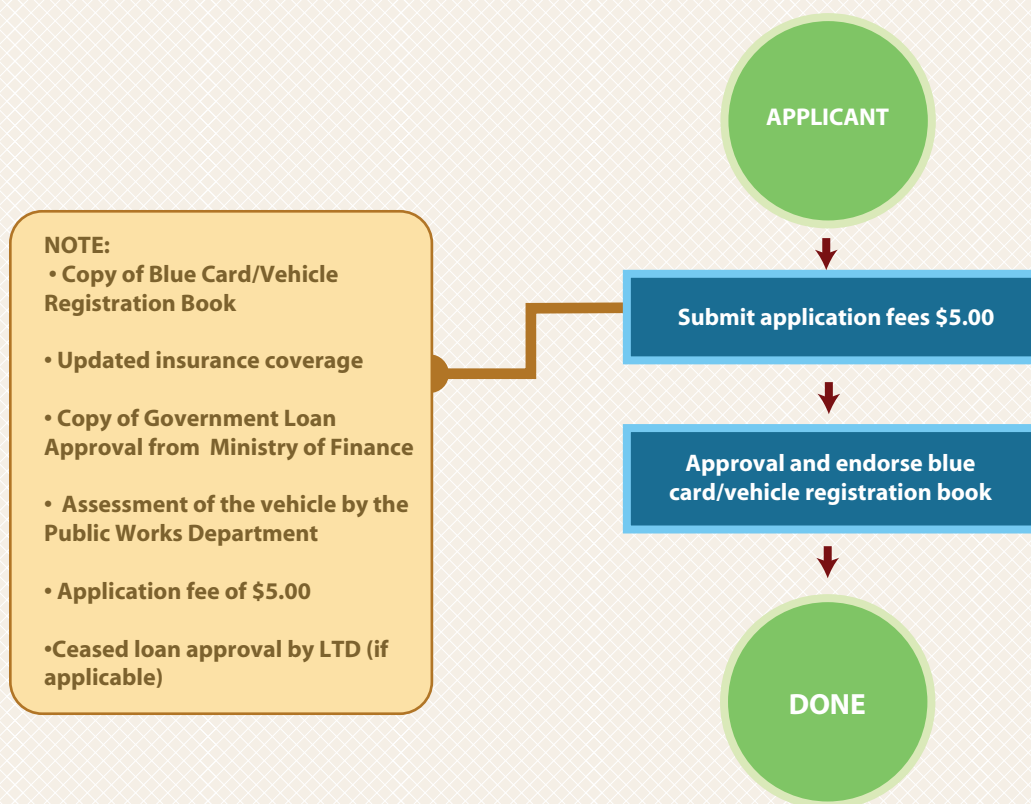 APPLICANT
NOTE:
• Copy of Blue Card/Vehicle
Registration Book
• Updated insurance coverage
• Copy of Government Loan
Approval from Ministry of Finance
• Assessment of the vehicle by the
Public Works Department
• Application fee of $5.00
•Ceased loan approval by LTD (if
applicable)
Submit application fees $5.00
Approval and endorse blue
card/vehicle registration book
DONE